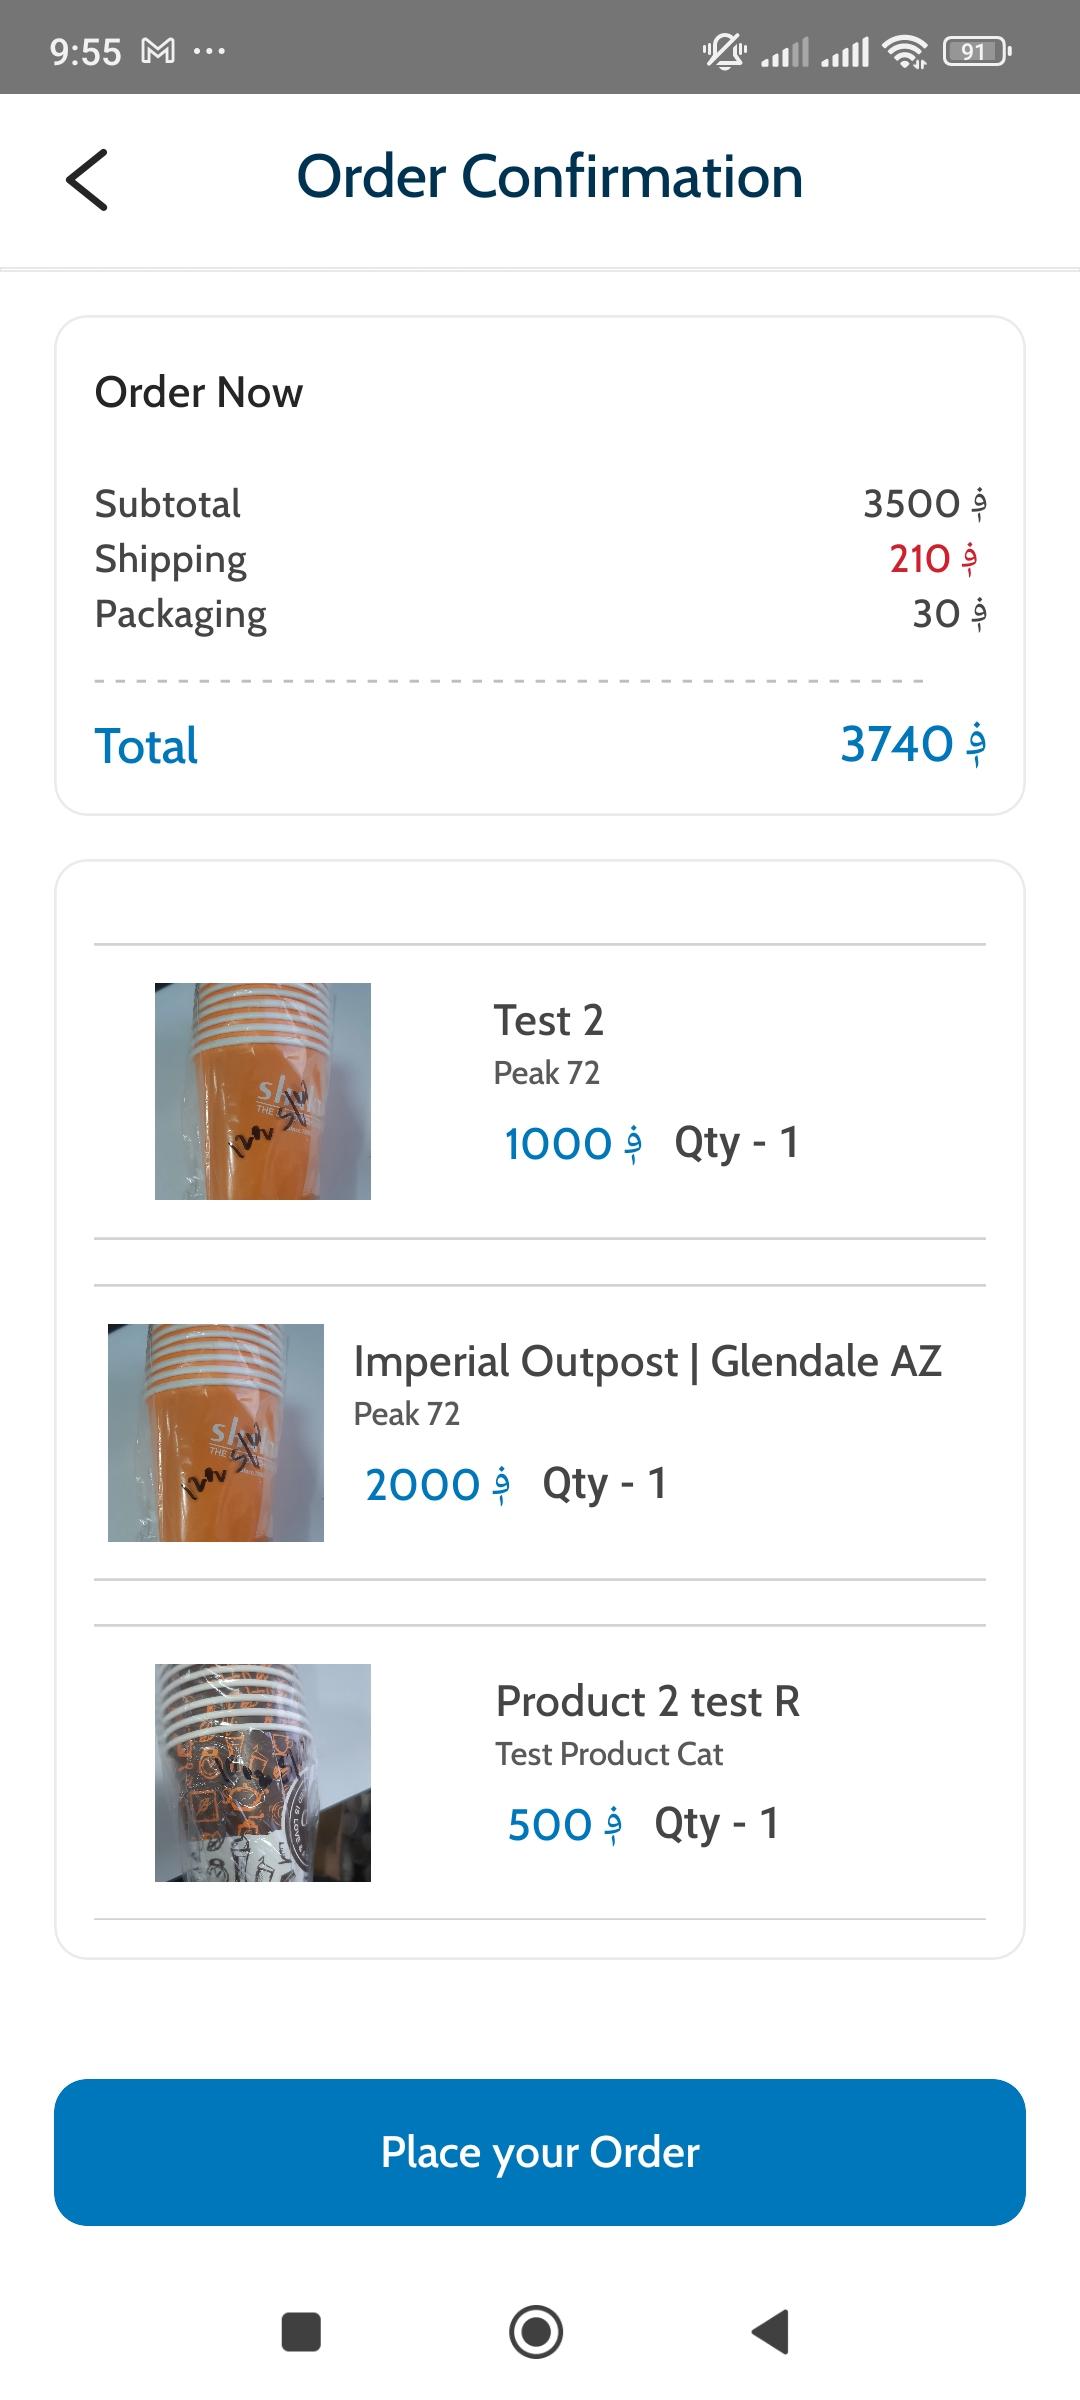 9:55
91
Order Confirmation
Order Now
Subtotal 3500 ؋
Shipping 210 ؋
Packaging 30 ؋
Total 3740 ؋
Test 2
Peak 72
1000 ؋ Qty - 1
Imperial Outpost | Glendale AZ
Peak 72
2000 ؋ Qty - 1
Product 2 test R
Test Product Cat
500 ؋ Qty - 1
Place your Order